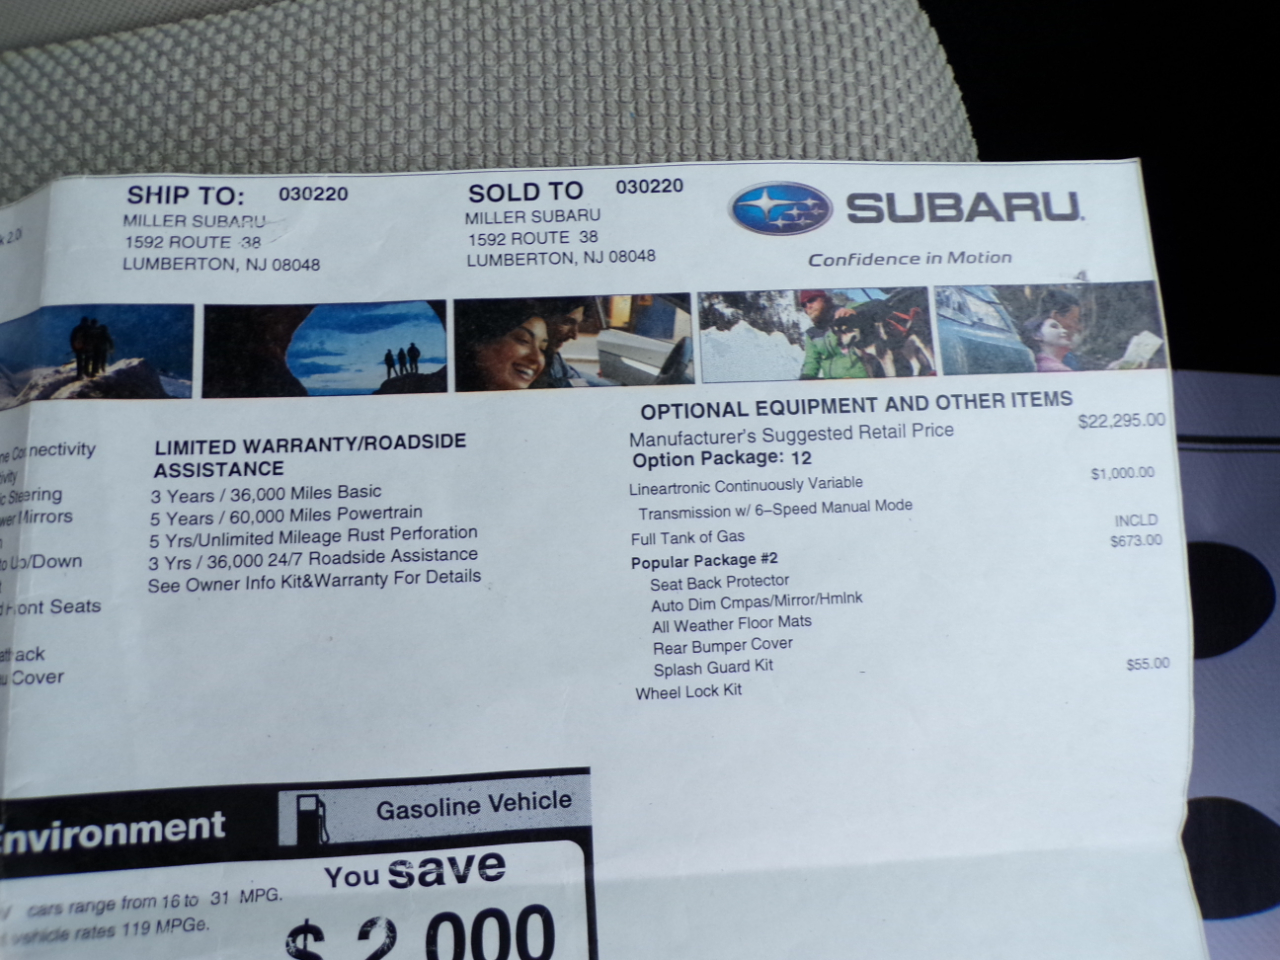 SHIP TO: 030220
MILLER SUBARU
1592 ROUTE 38
LUMBERTON, NJ 08048
SOLD TO 030220
MILLER SUBARU
1592 ROUTE 38
LUMBERTON, NJ 08048
SUBARU
Confidence in Motion
2.0i
nectivity
Steering
Mirrors
Up/Down
Front Seats
Cover
LIMITED WARRANTY/ROADSIDE
ASSISTANCE
3 Years / 36,000 Miles Basic
5 Years / 60,000 Miles Powertrain
5 Yrs/Unlimited Mileage Rust Perforation
3 Yrs / 36,000 24/7 Roadside Assistance
See Owner Info Kit&Warranty For Details
OPTIONAL EQUIPMENT AND OTHER ITEMS
Manufacturer's Suggested Retail Price $22,295.00
Option Package: 12
Lineartronic Continuously Variable $1,000.00
Transmission w/ 6-Speed Manual Mode
Full Tank of Gas INCLD
Popular Package #2 $673.00
Seat Back Protector
Auto Dim Cmpas/Mirror/Hmlnk
All Weather Floor Mats
Rear Bumper Cover
Splash Guard Kit
Wheel Lock Kit $55.00
nvironment
Gasoline Vehicle
cars range from 16 to 31 MPG.
vehicle rates 119 MPGe.
You save
$ 2,000